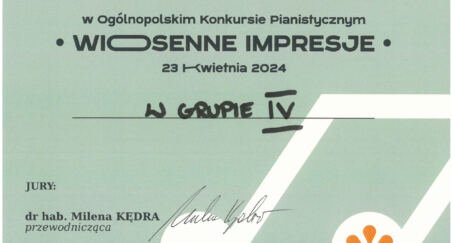 w Ogólnopolskim Konkursie Pianistycznym
• WIOSENNE IMPRESJE •
23 Kwietnia 2024
W GRUPIE IV
JURY:
dr hab. Milena KĘDRA
przewodnicząca